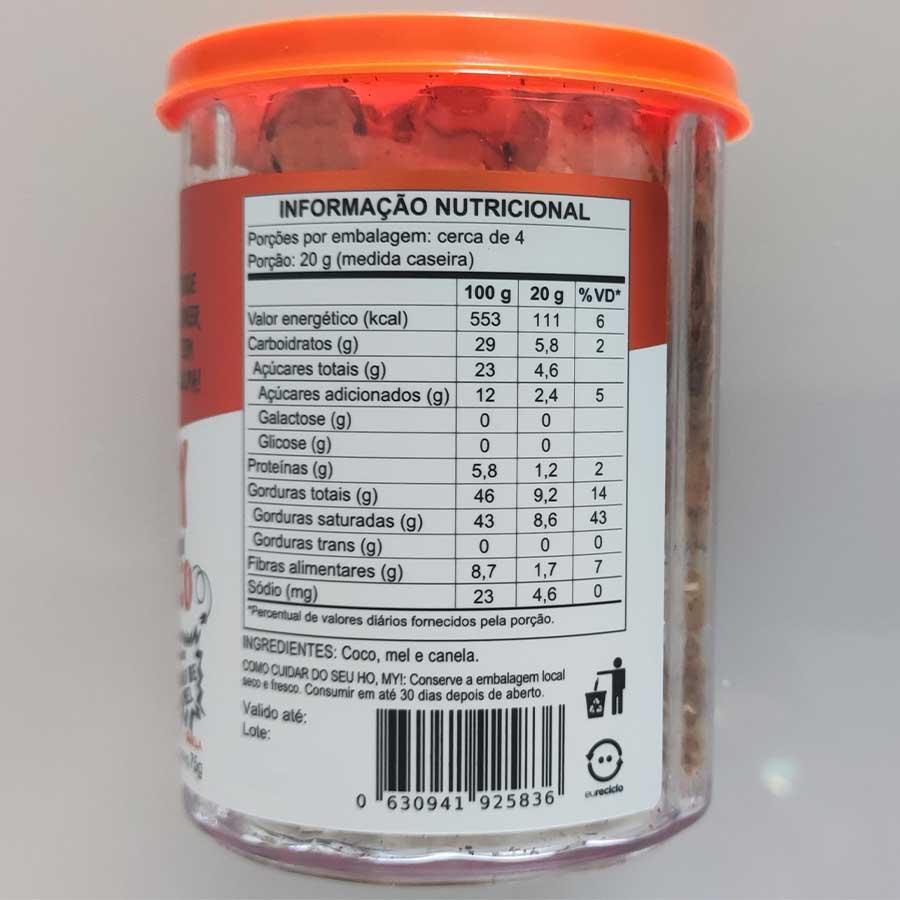 INFORMAÇÃO NUTRICIONAL
Porções por embalagem: cerca de 4
Porção: 20 g (medida caseira)
100 g 20 g %VD*
Valor energético (kcal) 553 111 6
Carboidratos (g) 29 5,8 2
Açúcares totais (g) 23 4,6
Açúcares adicionados (g) 12 2,4 5
Galactose (g) 0 0
Glicose (g) 0 0
Proteínas (g) 5,8 1,2 2
Gorduras totais (g) 46 9,2 14
Gorduras saturadas (g) 43 8,6 43
Gorduras trans (g) 0 0 0
Fibras alimentares (g) 8,7 1,7 7
Sódio (mg) 23 4,6 0
*Percentual de valores diários fornecidos pela porção.
INGREDIENTES: Coco, mel e canela.
COMO CUIDAR DO SEU HO, MY!: Conserve a embalagem local
seco e fresco. Consumir em até 30 dias depois de aberto.
Valido até:
Lote:
0 630941 925836
eureciclo
75g